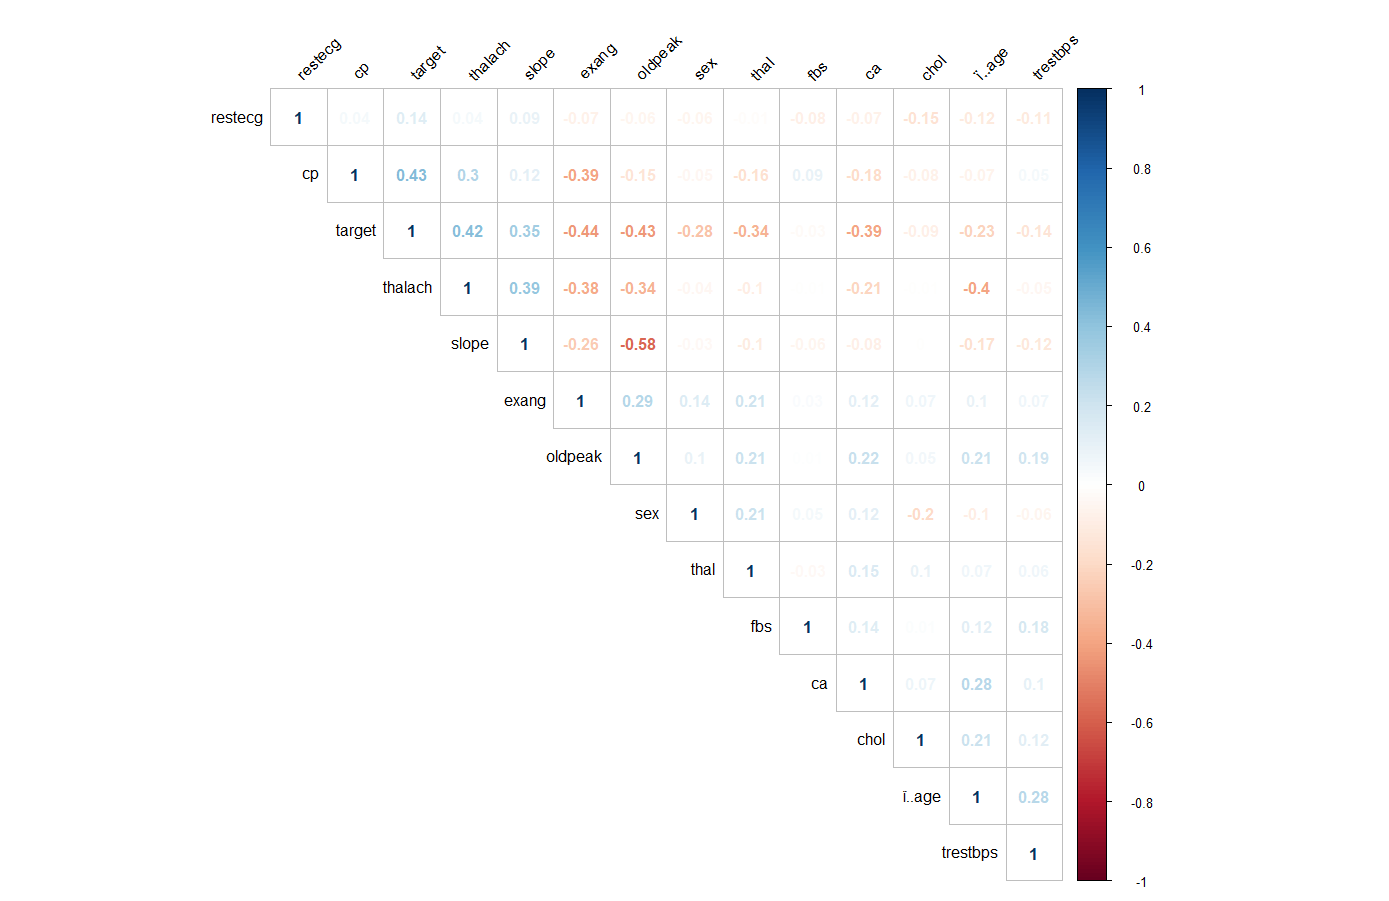 restecg cp target thalach slope exang oldpeak sex thal fbs ca chol ï..age trestbps
restecg 1 0.04 0.14 0.04 0.09 -0.07 -0.06 -0.06 -0.08 -0.07 -0.15 -0.12 -0.11 1
cp 1 0.43 0.3 0.12 -0.39 -0.15 -0.05 -0.16 0.09 -0.18 -0.08 -0.07 0.05 0.8
target 1 0.42 0.35 -0.44 -0.43 -0.28 -0.34 -0.03 -0.39 -0.09 -0.23 -0.14 0.6
thalach 1 0.39 -0.38 -0.34 -0.04 -0.1 -0.21 -0.4 -0.05
slope 1 -0.26 -0.58 -0.03 -0.1 -0.06 -0.08 -0.17 -0.12 0.4
exang 1 0.29 0.14 0.21 0.03 0.12 0.07 0.1 0.07 0.2
oldpeak 1 0.1 0.21 0.22 0.05 0.21 0.19 0
sex 1 0.21 0.05 0.12 -0.2 -0.1 -0.06
thal 1 -0.03 0.15 0.1 0.07 0.06 -0.2
fbs 1 0.14 0.01 0.12 0.18 -0.4
ca 1 0.07 0.28 0.1
chol 1 0.21 0.12 -0.6
ï..age 1 0.28 -0.8
trestbps 1 -1